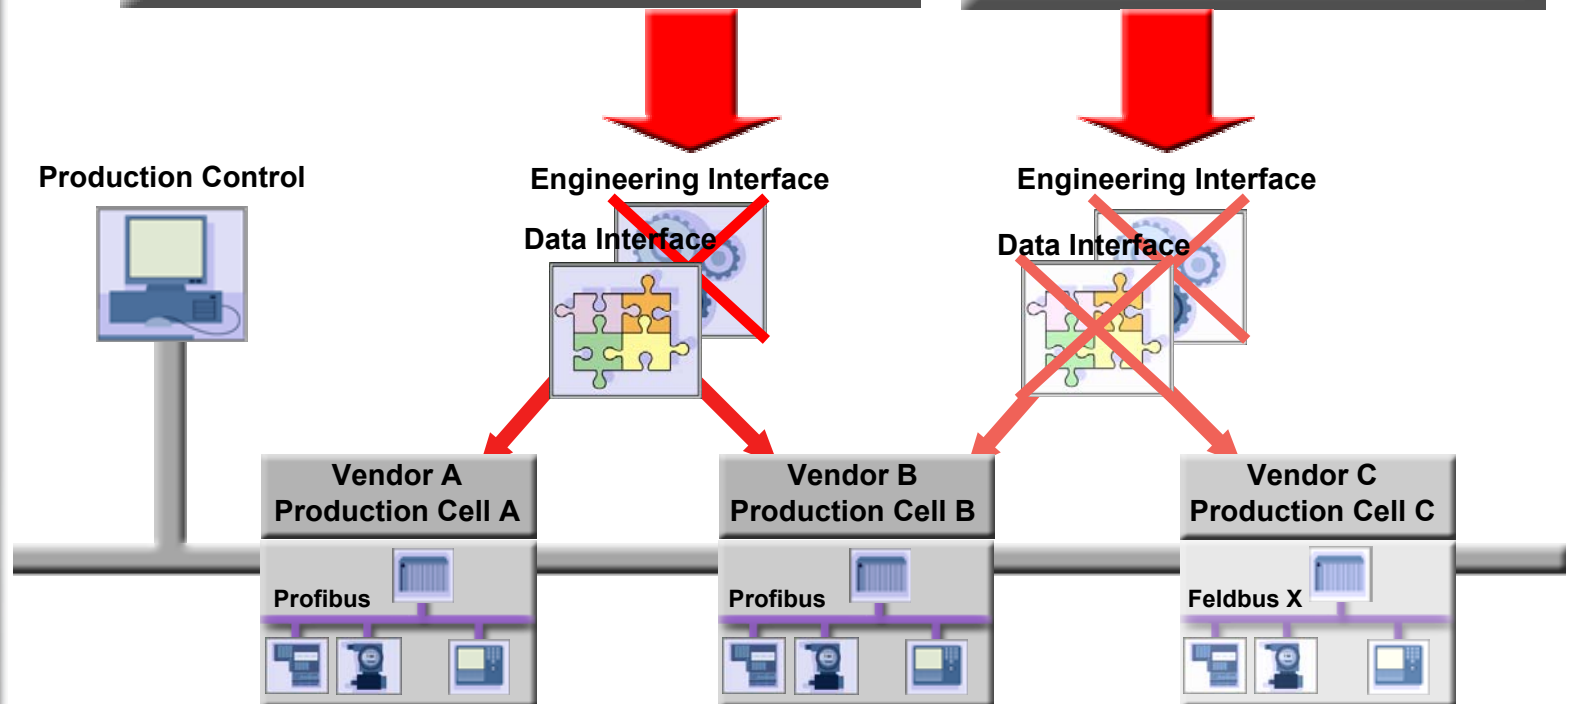 Production Control
Engineering Interface
Engineering Interface
Data Interface
Data Interface
Vendor A
Production Cell A
Vendor B
Production Cell B
Vendor C
Production Cell C
Profibus
Profibus
Feldbus X